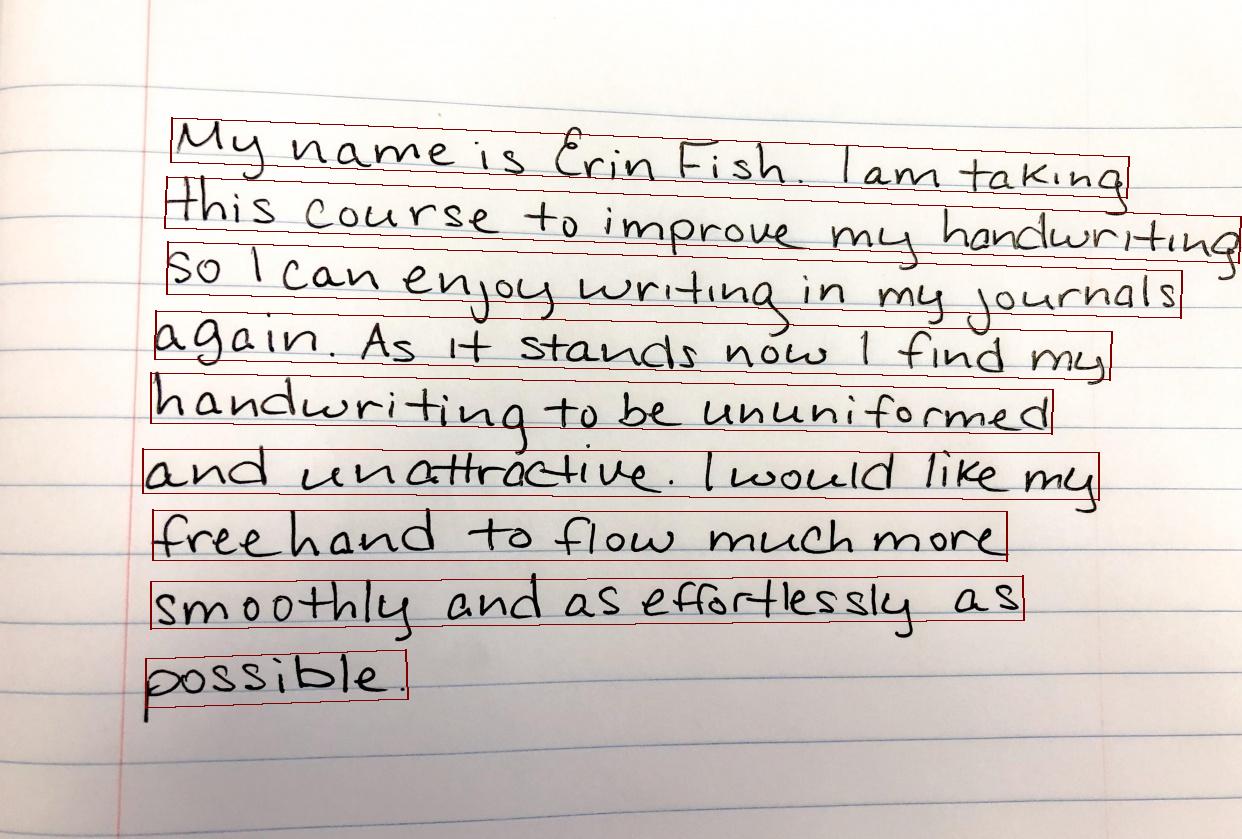 My name is Erin Fish. I am taking
this course to improve my handwriting
so I can enjoy writing in my journals
again. As it stands now I find my
handwriting to be ununiformed
and unattractive. I would like my
freehand to flow much more
smoothly and as effortlessly as
possible.